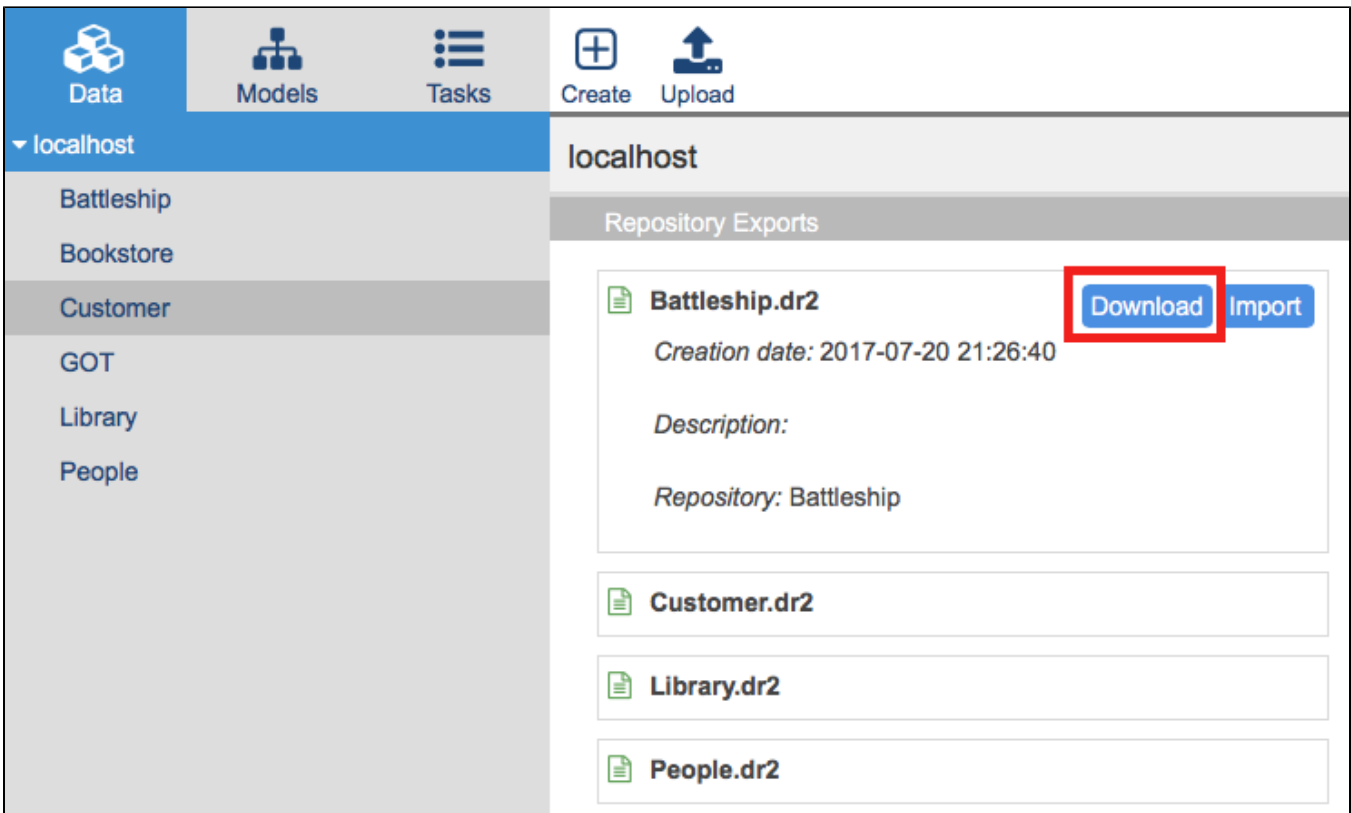 Data Models Tasks Create Upload
localhost
Battleship
Bookstore
Customer
GOT
Library
People
localhost
Repository Exports
Battleship.dr2 Download Import
Creation date: 2017-07-20 21:26:40
Description:
Repository: Battleship
Customer.dr2
Library.dr2
People.dr2